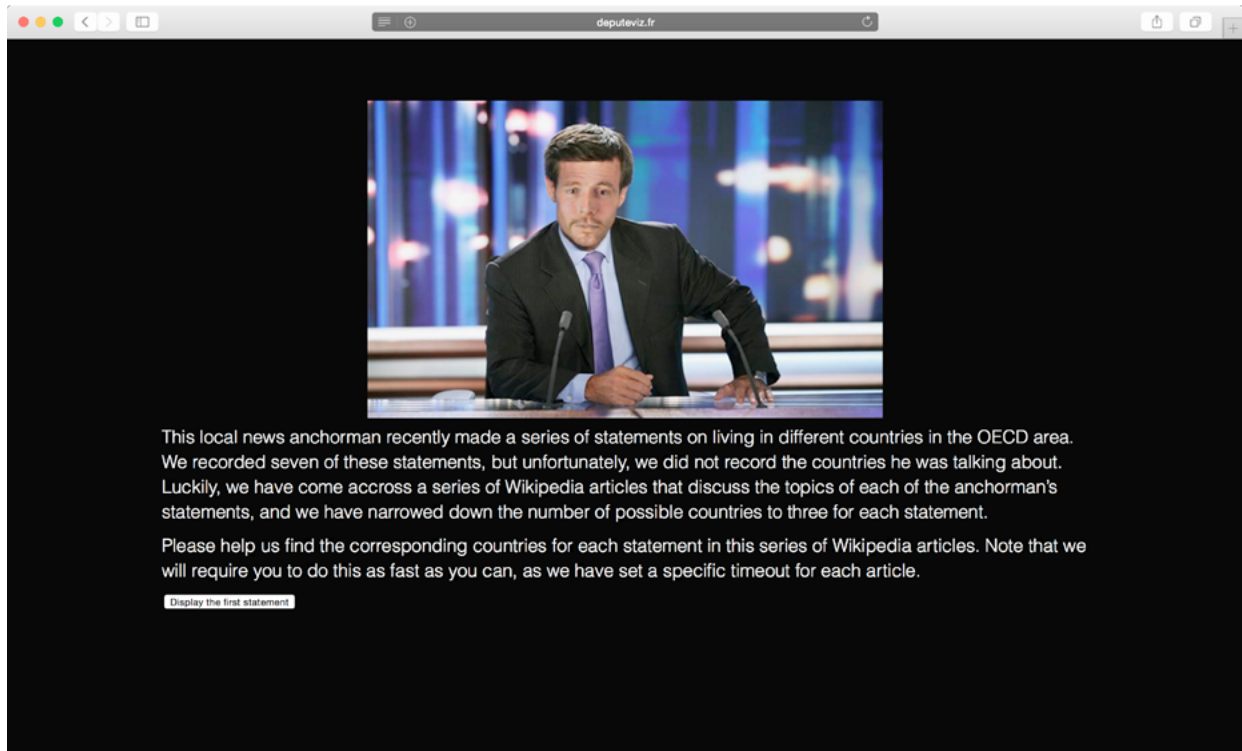 deputeviz.fr
This local news anchorman recently made a series of statements on living in different countries in the OECD area.
We recorded seven of these statements, but unfortunately, we did not record the countries he was talking about.
Luckily, we have come accross a series of Wikipedia articles that discuss the topics of each of the anchorman's
statements, and we have narrowed down the number of possible countries to three for each statement.
Please help us find the corresponding countries for each statement in this series of Wikipedia articles. Note that we
will require you to do this as fast as you can, as we have set a specific timeout for each article.
Display the first statement